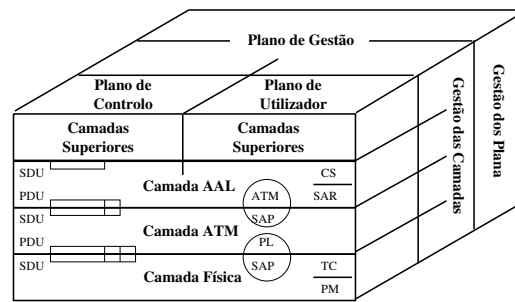 Plano de Gestão
Plano de
Controlo
Plano de
Utilizador
Camadas
Superiores
Camadas
Superiores
SDU
Camada AAL
CS
PDU
ATM
SAR
SDU
SAP
Camada ATM
PDU
PL
SDU
SAP
TC
Camada Física
PM
Gestão das Camadas
Gestão dos Plana